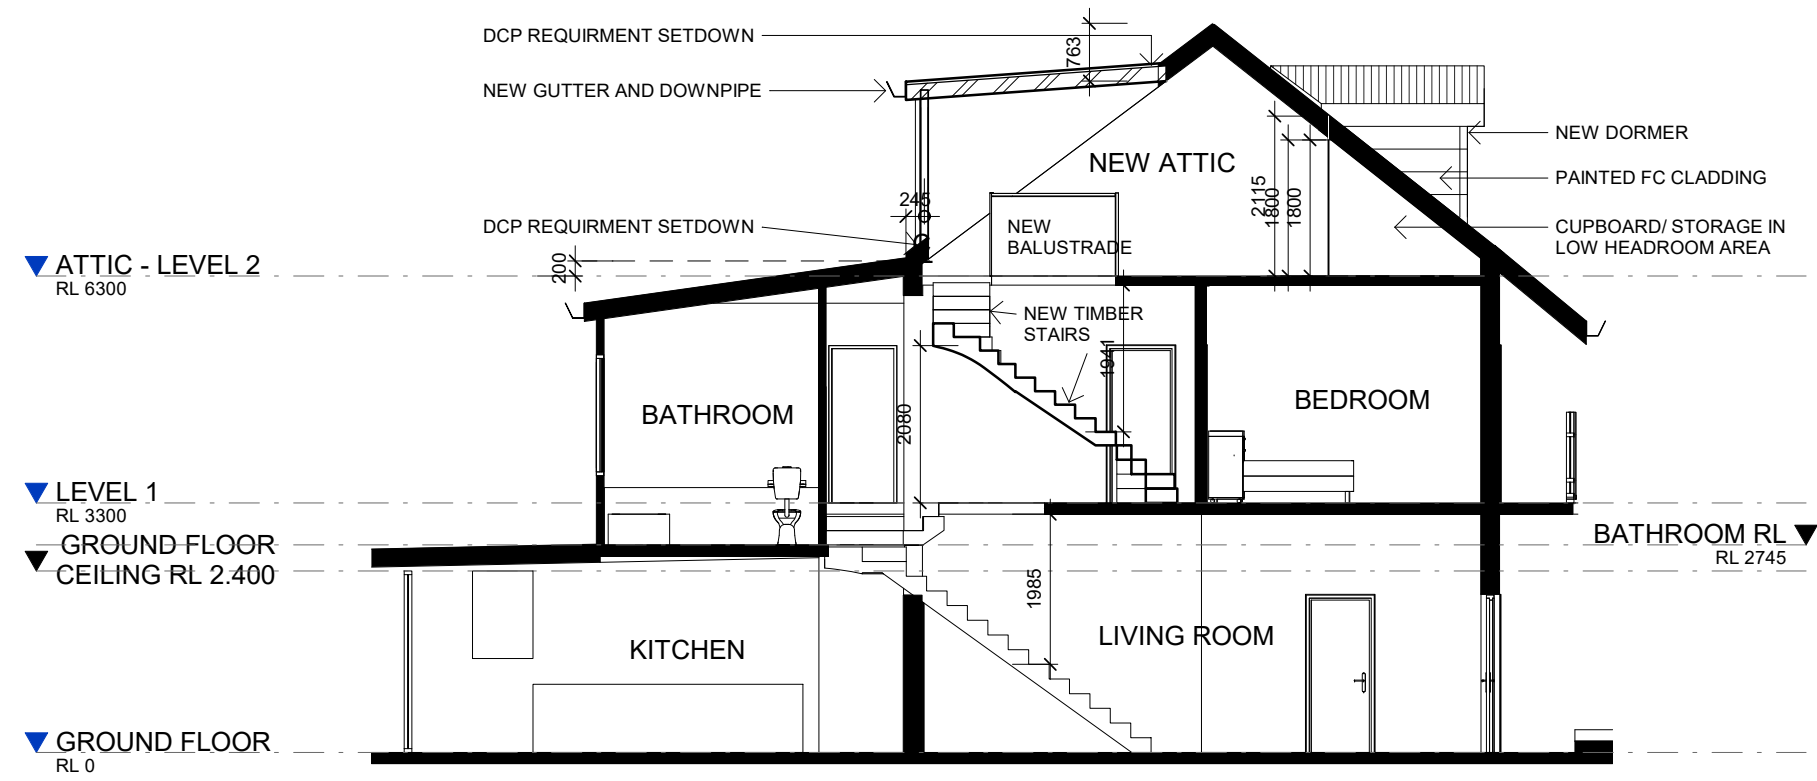 DCP REQUIRMENT SETDOWN
763
NEW GUTTER AND DOWNPIPE
NEW DORMER
NEW ATTIC
PAINTED FC CLADDING
2115
1800
1800
245
DCP REQUIRMENT SETDOWN
NEW
BALUSTRADE
CUPBOARD/ STORAGE IN
LOW HEADROOM AREA
ATTIC - LEVEL 2
RL 6300
200
NEW TIMBER
STAIRS
1911
BATHROOM
2080
BEDROOM
LEVEL 1
RL 3300
GROUND FLOOR
CEILING RL 2.400
BATHROOM RL
RL 2745
1985
KITCHEN
LIVING ROOM
GROUND FLOOR
RL 0